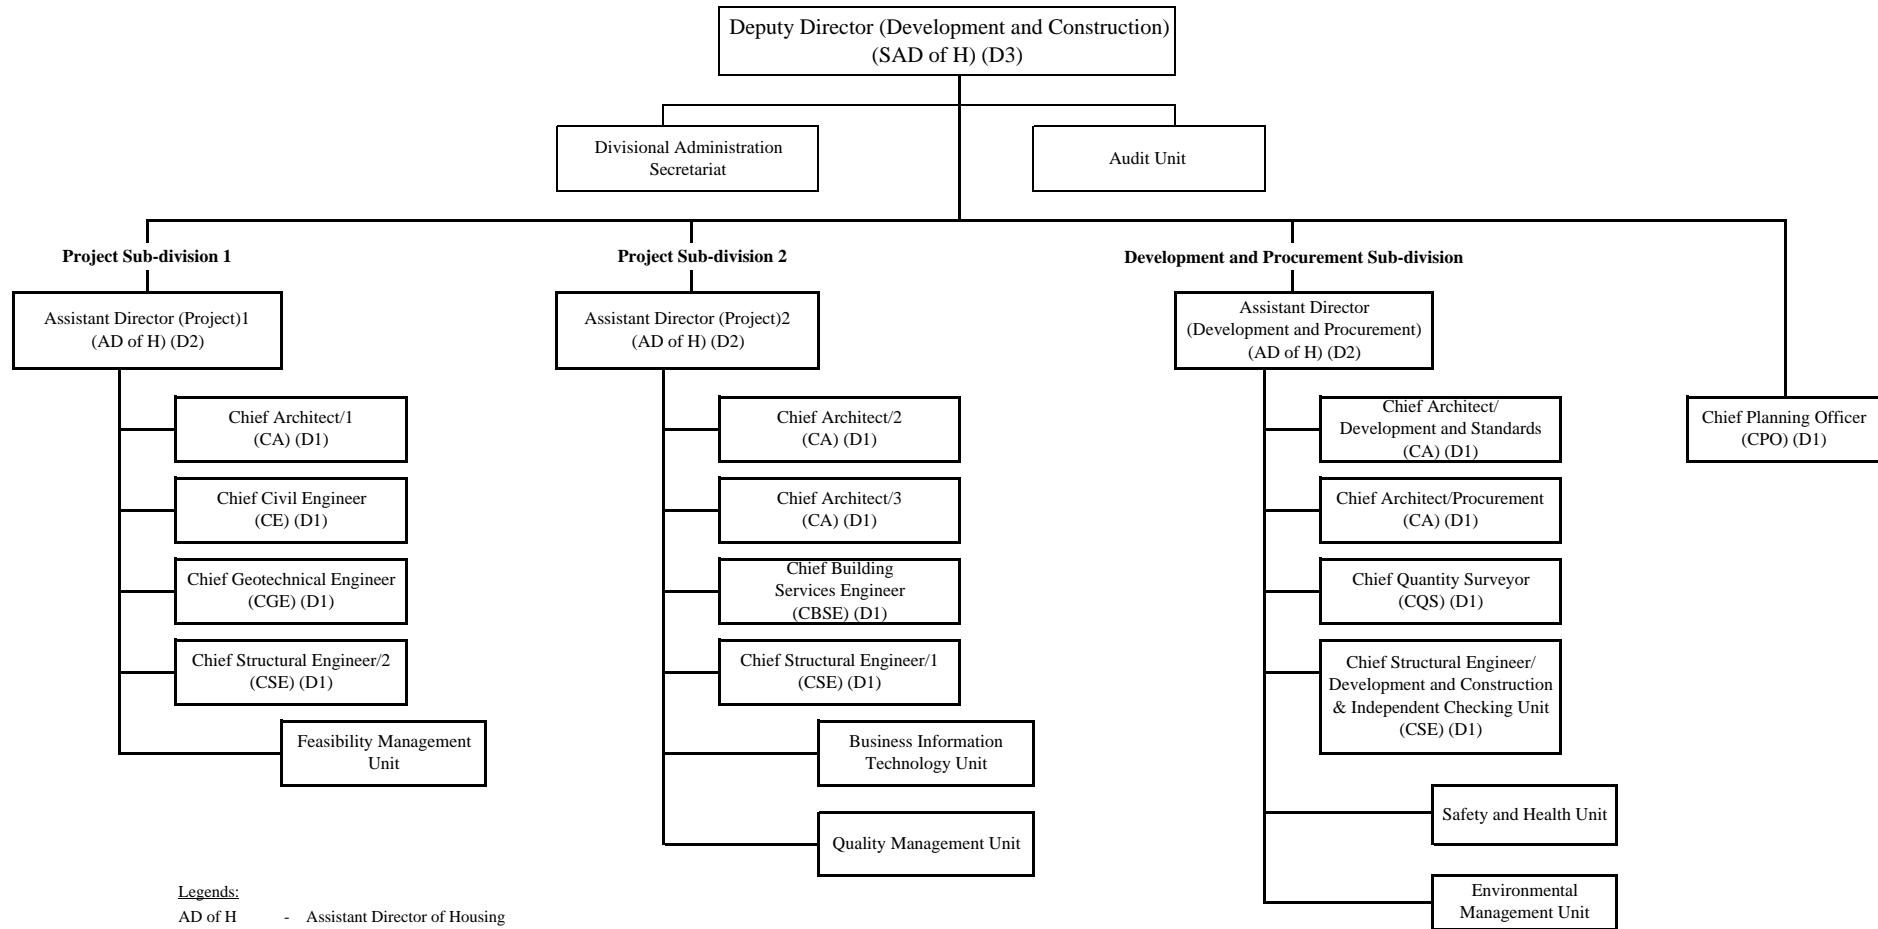 Deputy Director (Development and Construction)
(SAD of H) (D3)
Divisional Administration
Secretariat
Audit Unit
Project Sub-division 1
Project Sub-division 2
Development and Procurement Sub-division
Assistant Director (Project)1
(AD of H) (D2)
Assistant Director (Project)2
(AD of H) (D2)
Assistant Director
(Development and Procurement)
(AD of H) (D2)
Chief Architect/1
(CA) (D1)
Chief Civil Engineer
(CE) (D1)
Chief Geotechnical Engineer
(CGE) (D1)
Chief Structural Engineer/2
(CSE) (D1)
Feasibility Management
Unit
Chief Architect/2
(CA) (D1)
Chief Architect/3
(CA) (D1)
Chief Building
Services Engineer
(CBSE) (D1)
Chief Structural Engineer/1
(CSE) (D1)
Business Information
Technology Unit
Quality Management Unit
Chief Architect/
Development and Standards
(CA) (D1)
Chief Architect/Procurement
(CA) (D1)
Chief Quantity Surveyor
(CQS) (D1)
Chief Structural Engineer/
Development and Construction
& Independent Checking Unit
(CSE) (D1)
Safety and Health Unit
Environmental
Management Unit
Chief Planning Officer
(CPO) (D1)
Legends:
AD of H - Assistant Director of Housing